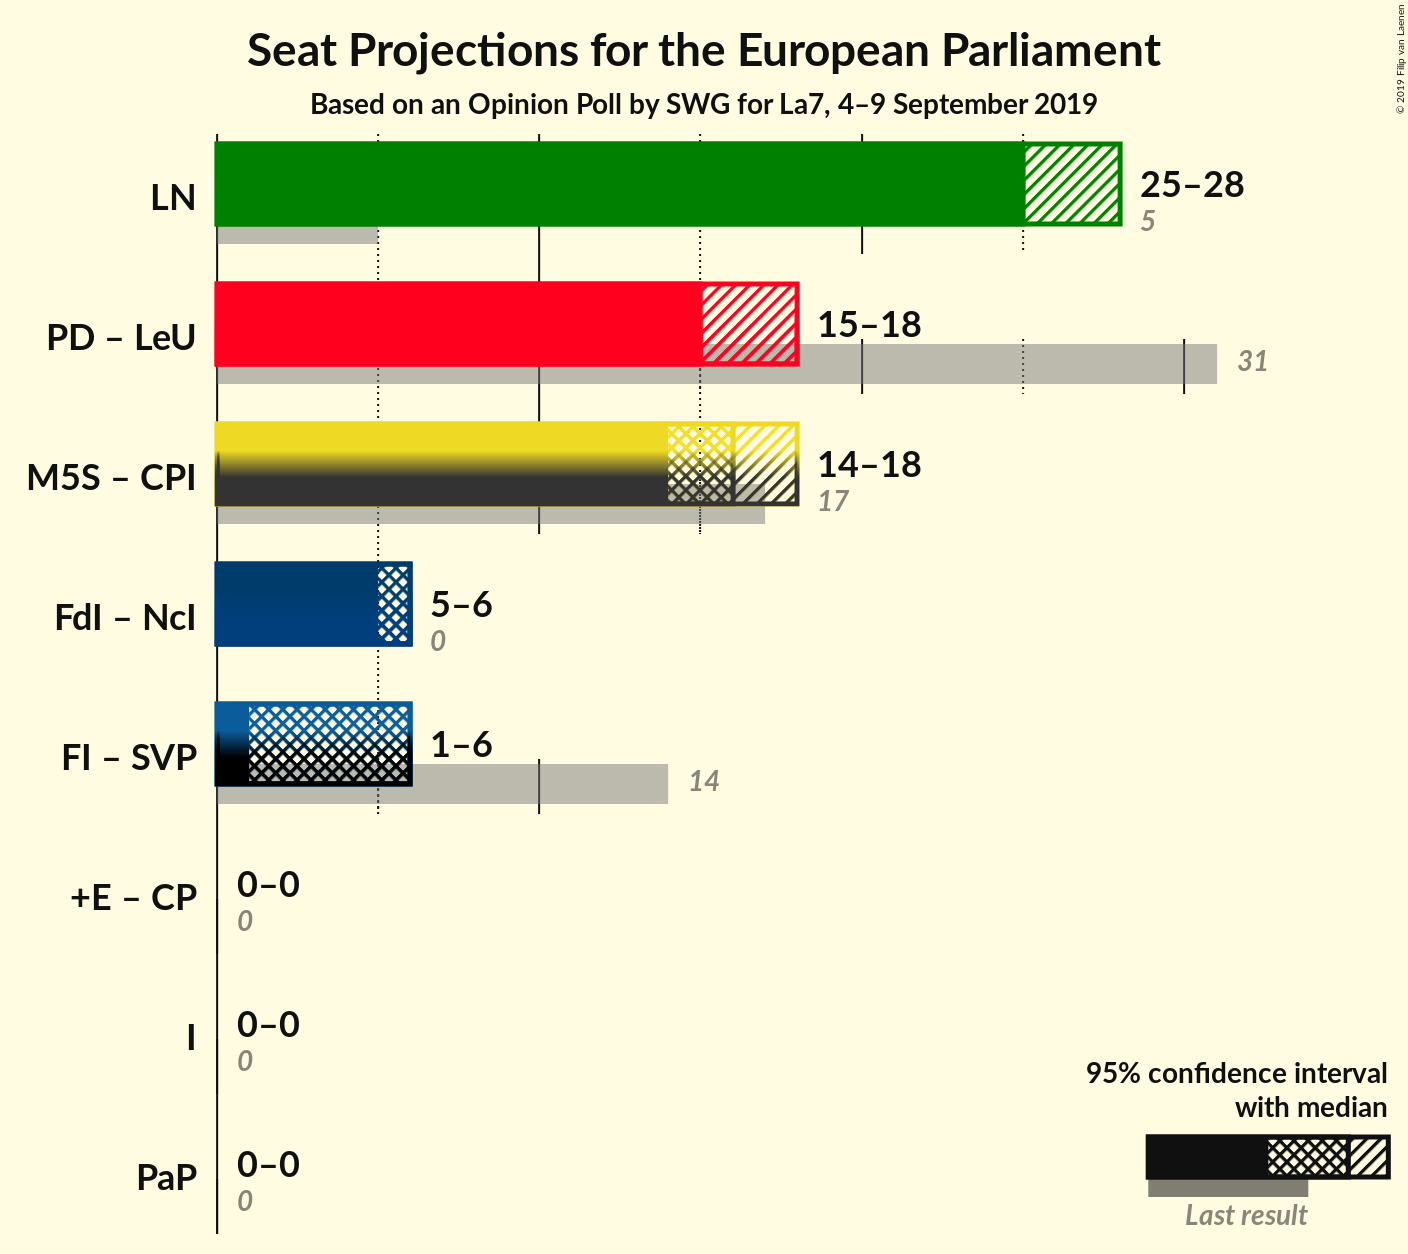 Seat Projections for the European Parliament
Based on an Opinion Poll by SWG for La7, 4–9 September 2019
© 2019 Filip van Laenen
LN
25–28
5
PD – LeU
15–18
31
M5S – CPI
14–18
17
FdI – NcI
5–6
0
FI – SVP
1–6
14
+E – CP
0–0
0
I
0–0
0
PaP
0–0
0
95% confidence interval
with median
Last result